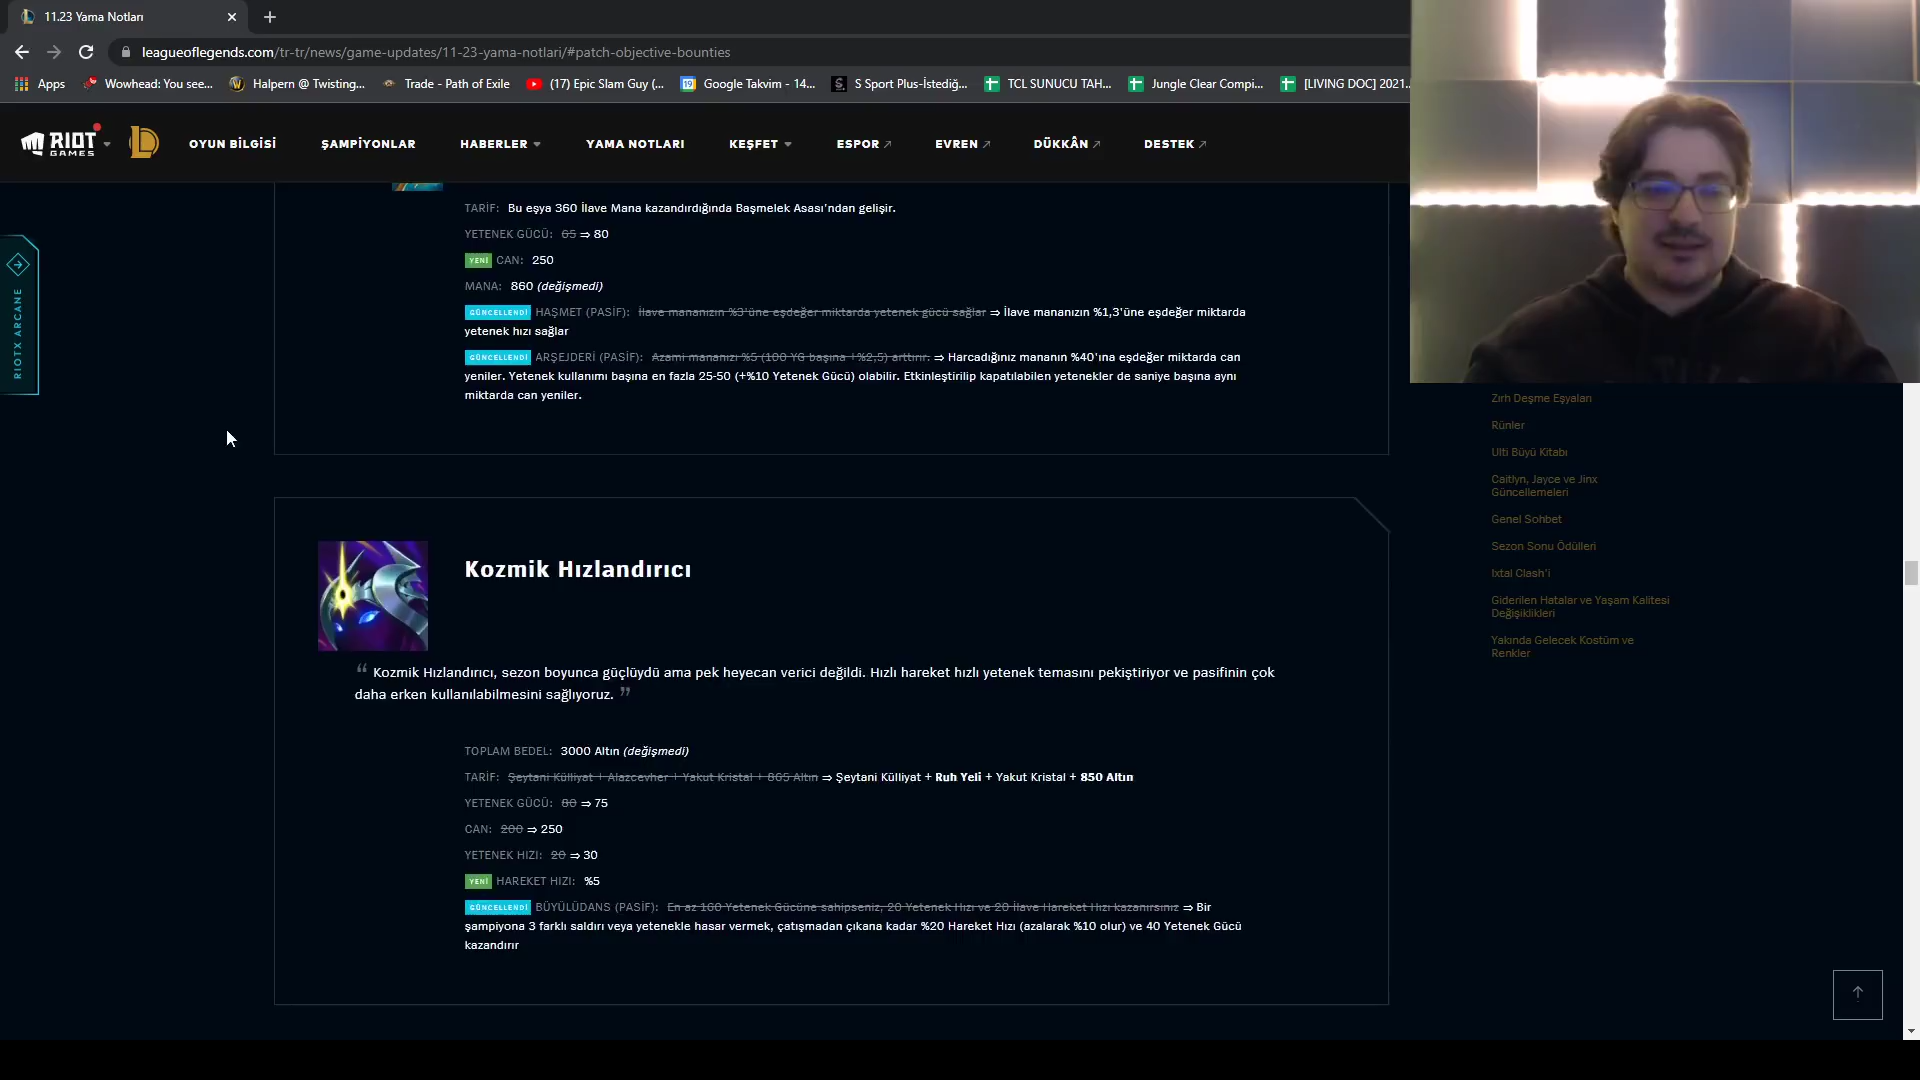 11.23 Yama Notları
leagueoflegends.com/tr-tr/news/game-updates/11-23-yama-notlari/#patch-objective-bounties
Apps Wowhead: You see... Halpern @ Twisting... Trade - Path of Exile (17) Epic Slam Guy (... Google Takvim - 14... S Sport Plus-İstediğ... TCL SUNUCU TAH... Jungle Clear Compi... [LIVING DOC] 2021...
RIOT GAMES OYUN BİLGİSİ ŞAMPİYONLAR HABERLER YAMA NOTLARI KEŞFET ESPOR EVREN DÜKKÂN DESTEK
RIOTX ARCANE
TARİF: Bu eşya 360 İlave Mana kazandırdığında Başmelek Asası'ndan gelişir.
YETENEK GÜCÜ: 65 ⇒ 80
YENİ CAN: 250
MANA: 860 (değişmedi)
GÜNCELLENDİ HAŞMET (PASİF): İlave mananızın %3'üne eşdeğer miktarda yetenek gücü sağlar ⇒ İlave mananızın %1,3'üne eşdeğer miktarda
yetenek hızı sağlar
GÜNCELLENDİ ARŞEJDERİ (PASİF): Azami mananızı %5 (100 YG başına +%2,5) arttırır. ⇒ Harcadığınız mananın %40'ına eşdeğer miktarda can
yeniler. Yetenek kullanımı başına en fazla 25-50 (+%10 Yetenek Gücü) olabilir. Etkinleştirilip kapatılabilen yetenekler de saniye başına aynı
miktarda can yeniler.
Kozmik Hızlandırıcı
“ Kozmik Hızlandırıcı, sezon boyunca güçlüydü ama pek heyecan verici değildi. Hızlı hareket hızlı yetenek temasını pekiştiriyor ve pasifinin çok
daha erken kullanılabilmesini sağlıyoruz. ”
TOPLAM BEDEL: 3000 Altın (değişmedi)
TARİF: Şeytani Külliyat + Alazcevher + Yakut Kristal + 865 Altın ⇒ Şeytani Külliyat + Ruh Yeli + Yakut Kristal + 850 Altın
YETENEK GÜCÜ: 80 ⇒ 75
CAN: 200 ⇒ 250
YETENEK HIZI: 20 ⇒ 30
YENİ HAREKET HIZI: %5
GÜNCELLENDİ BÜYÜLÜDANS (PASİF): En az 160 Yetenek Gücüne sahipseniz, 20 Yetenek Hızı ve 20 İlave Hareket Hızı kazanırsınız ⇒ Bir
şampiyona 3 farklı saldırı veya yetenekle hasar vermek, çatışmadan çıkana kadar %20 Hareket Hızı (azalarak %10 olur) ve 40 Yetenek Gücü
kazandırır
Zırh Deşme Eşyaları
Rünler
Ulti Büyü Kitabı
Caitlyn, Jayce ve Jinx
Güncellemeleri
Genel Sohbet
Sezon Sonu Ödülleri
Ixtal Clash'i
Giderilen Hatalar ve Yaşam Kalitesi
Değişiklikleri
Yakında Gelecek Kostüm ve
Renkler